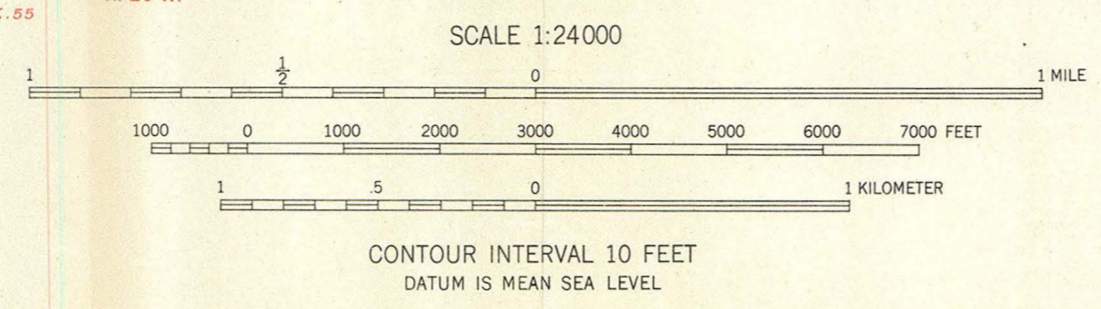 .55
SCALE 1:24000
1 1/2 0 1 MILE
1000 0 1000 2000 3000 4000 5000 6000 7000 FEET
1 .5 0 1 KILOMETER
CONTOUR INTERVAL 10 FEET
DATUM IS MEAN SEA LEVEL